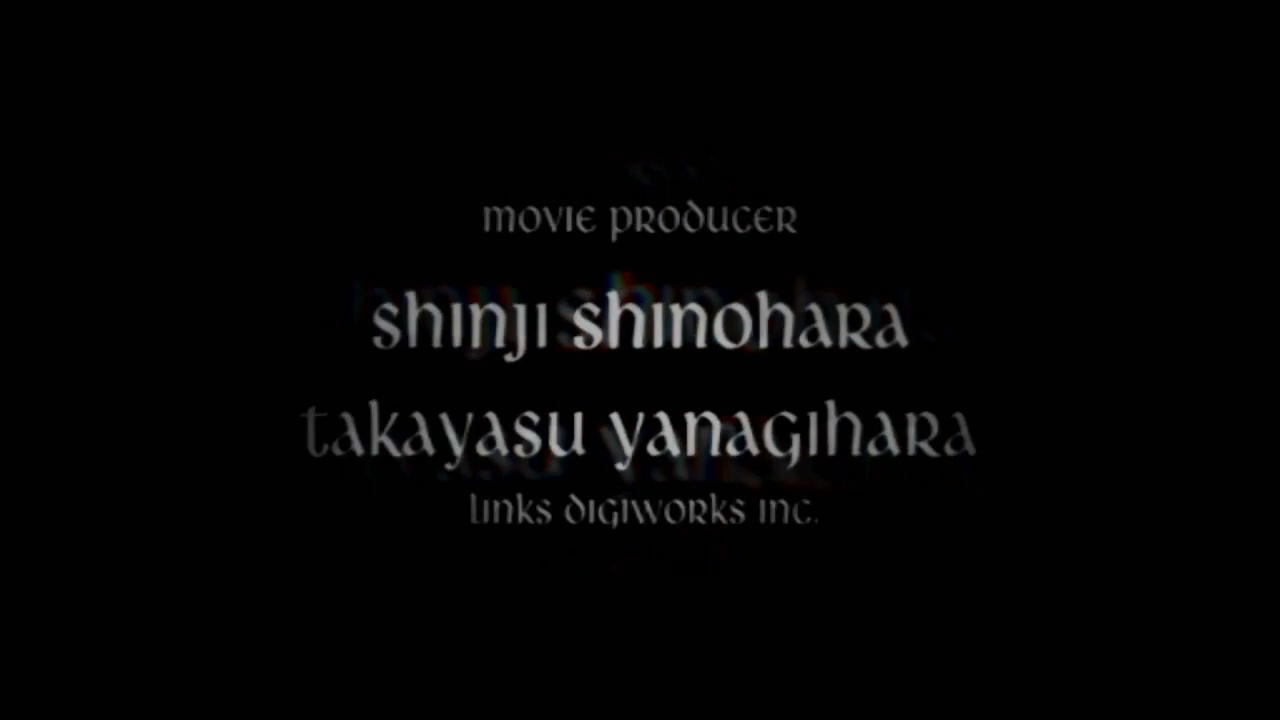 movie producer
shinji shinohara
takayasu yanagihara
links digiworks inc.